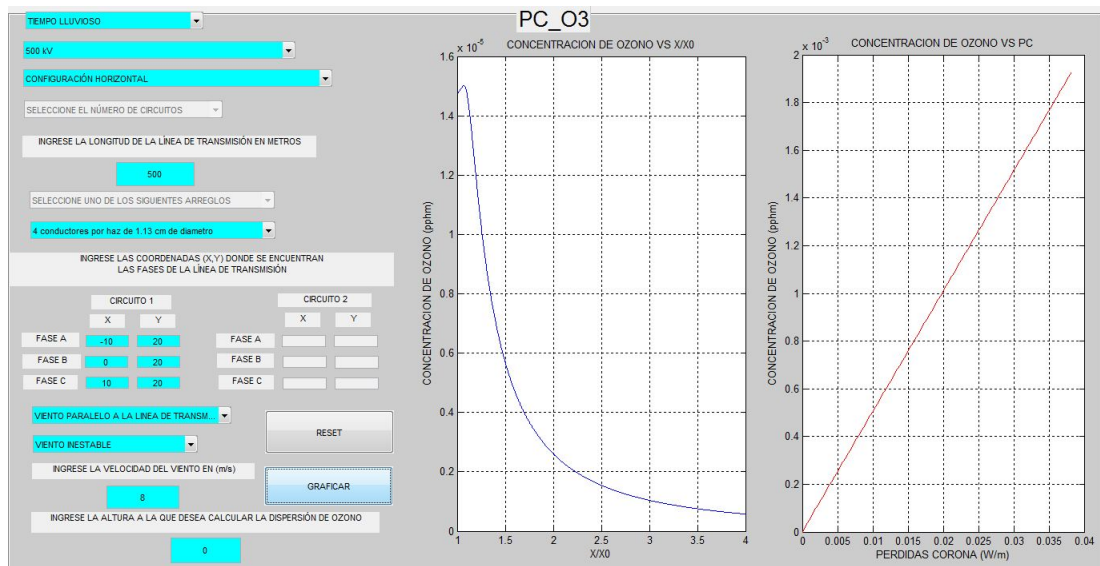 PC_O3
TIEMPO LLUVIOSO
500 kV
CONFIGURACIÓN HORIZONTAL
SELECCIONE EL NÚMERO DE CIRCUITOS
INGRESE LA LONGITUD DE LA LÍNEA DE TRANSMISIÓN EN METROS
500
SELECCIONE UNO DE LOS SIGUIENTES ARREGLOS
4 conductores por haz de 1.13 cm de diametro
INGRESE LAS COORDENADAS (X,Y) DONDE SE ENCUENTRAN
LAS FASES DE LA LÍNEA DE TRANSMISIÓN
CIRCUITO 1
X Y
FASE A -10 20
FASE B 0 20
FASE C 10 20
CIRCUITO 2
X Y
FASE A
FASE B
FASE C
VIENTO PARALELO A LA LINEA DE TRANSM...
VIENTO INESTABLE
RESET
INGRESE LA VELOCIDAD DEL VIENTO EN (m/s)
8
GRAFICAR
INGRESE LA ALTURA A LA QUE DESEA CALCULAR LA DISPERSIÓN DE OZONO
0
CONCENTRACION DE OZONO VS X/X0
x 10^-5
1.6
1.4
1.2
1
0.8
0.6
0.4
0.2
0
CONCENTRACION DE OZONO (pphm)
1 1.5 2 2.5 3 3.5 4
X/X0
CONCENTRACION DE OZONO VS PC
x 10^-3
2
1.8
1.6
1.4
1.2
1
0.8
0.6
0.4
0.2
0
CONCENTRACION DE OZONO (pphm)
0 0.005 0.01 0.015 0.02 0.025 0.03 0.035 0.04
PERDIDAS CORONA (W/m)